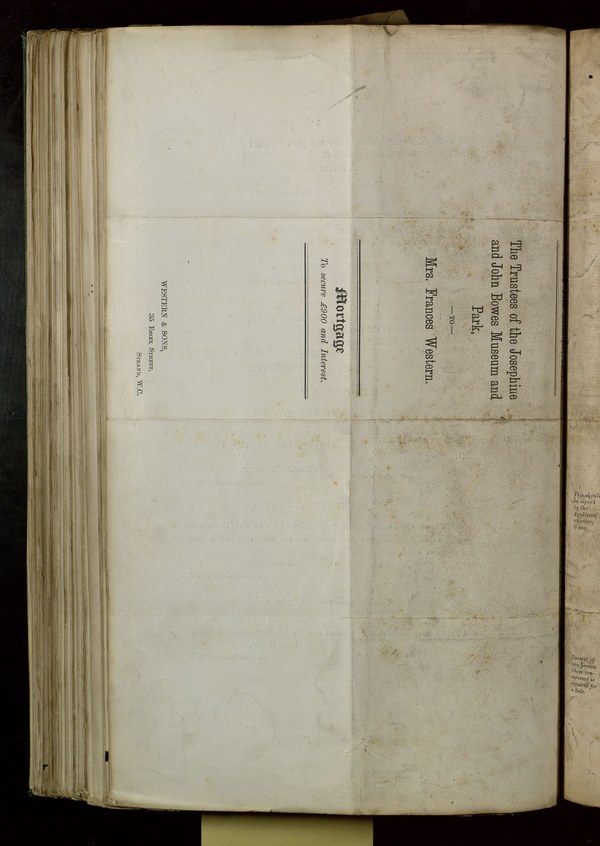 The Trustees of the Josephine
and John Bowes Museum and
Park,
—TO—
Mrs. Frances Western.
Mortgage
To secure £900 and Interest.
WESTERN & SONS,
35 ESSEX STREET,
STRAND, W.C.